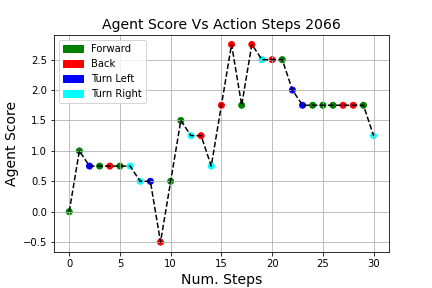 Agent Score Vs Action Steps 2066
Forward
Back
Turn Left
Turn Right
Agent Score
2.5
2.0
1.5
1.0
0.5
0.0
−0.5
0 5 10 15 20 25 30
Num. Steps